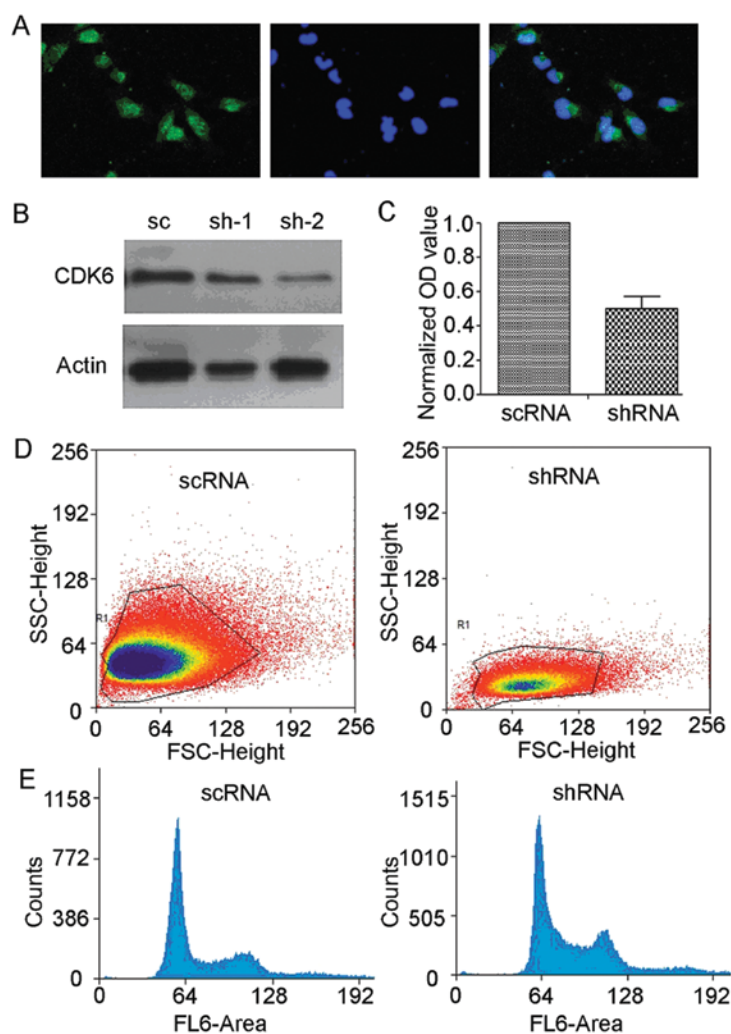 A
B
sc sh-1 sh-2
CDK6
Actin
C
Normalized OD value
1.0
0.8
0.6
0.4
0.2
0.0
scRNA shRNA
D
scRNA
SSC-Height
256
192
128
64
0
R1
0 64 128 192 256
FSC-Height
shRNA
SSC-Height
256
192
128
64
0
R1
0 64 128 192 256
FSC-Height
E
scRNA
Counts
1158
772
386
0
0 64 128 192
FL6-Area
shRNA
Counts
1515
1010
505
0
0 64 128 192
FL6-Area